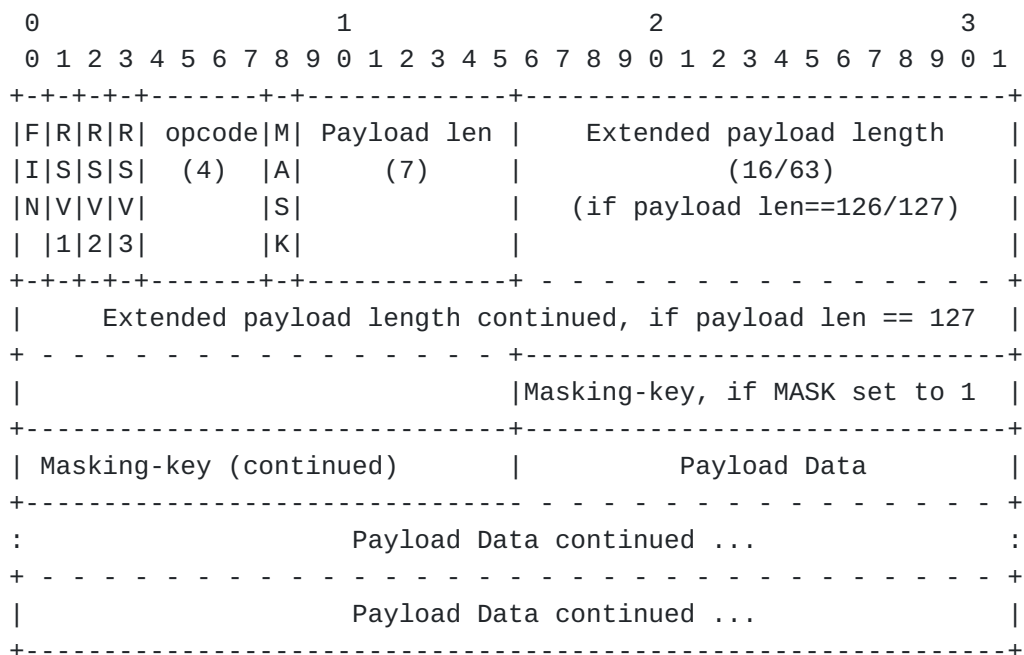 0                   1                   2                   3
 0 1 2 3 4 5 6 7 8 9 0 1 2 3 4 5 6 7 8 9 0 1 2 3 4 5 6 7 8 9 0 1
+-+-+-+-+-------+-+-------------+-------------------------------+
|F|R|R|R| opcode|M| Payload len |    Extended payload length    |
|I|S|S|S|  (4)  |A|     (7)     |             (16/63)           |
|N|V|V|V|       |S|             |   (if payload len==126/127)   |
| |1|2|3|       |K|             |                               |
+-+-+-+-+-------+-+-------------+ - - - - - - - - - - - - - - - +
|     Extended payload length continued, if payload len == 127  |
+ - - - - - - - - - - - - - - - +-------------------------------+
|                               |Masking-key, if MASK set to 1  |
+-------------------------------+-------------------------------+
| Masking-key (continued)       |          Payload Data         |
+-------------------------------- - - - - - - - - - - - - - - - +
:                     Payload Data continued ...                :
+ - - - - - - - - - - - - - - - - - - - - - - - - - - - - - - - +
|                     Payload Data continued ...                |
+---------------------------------------------------------------+